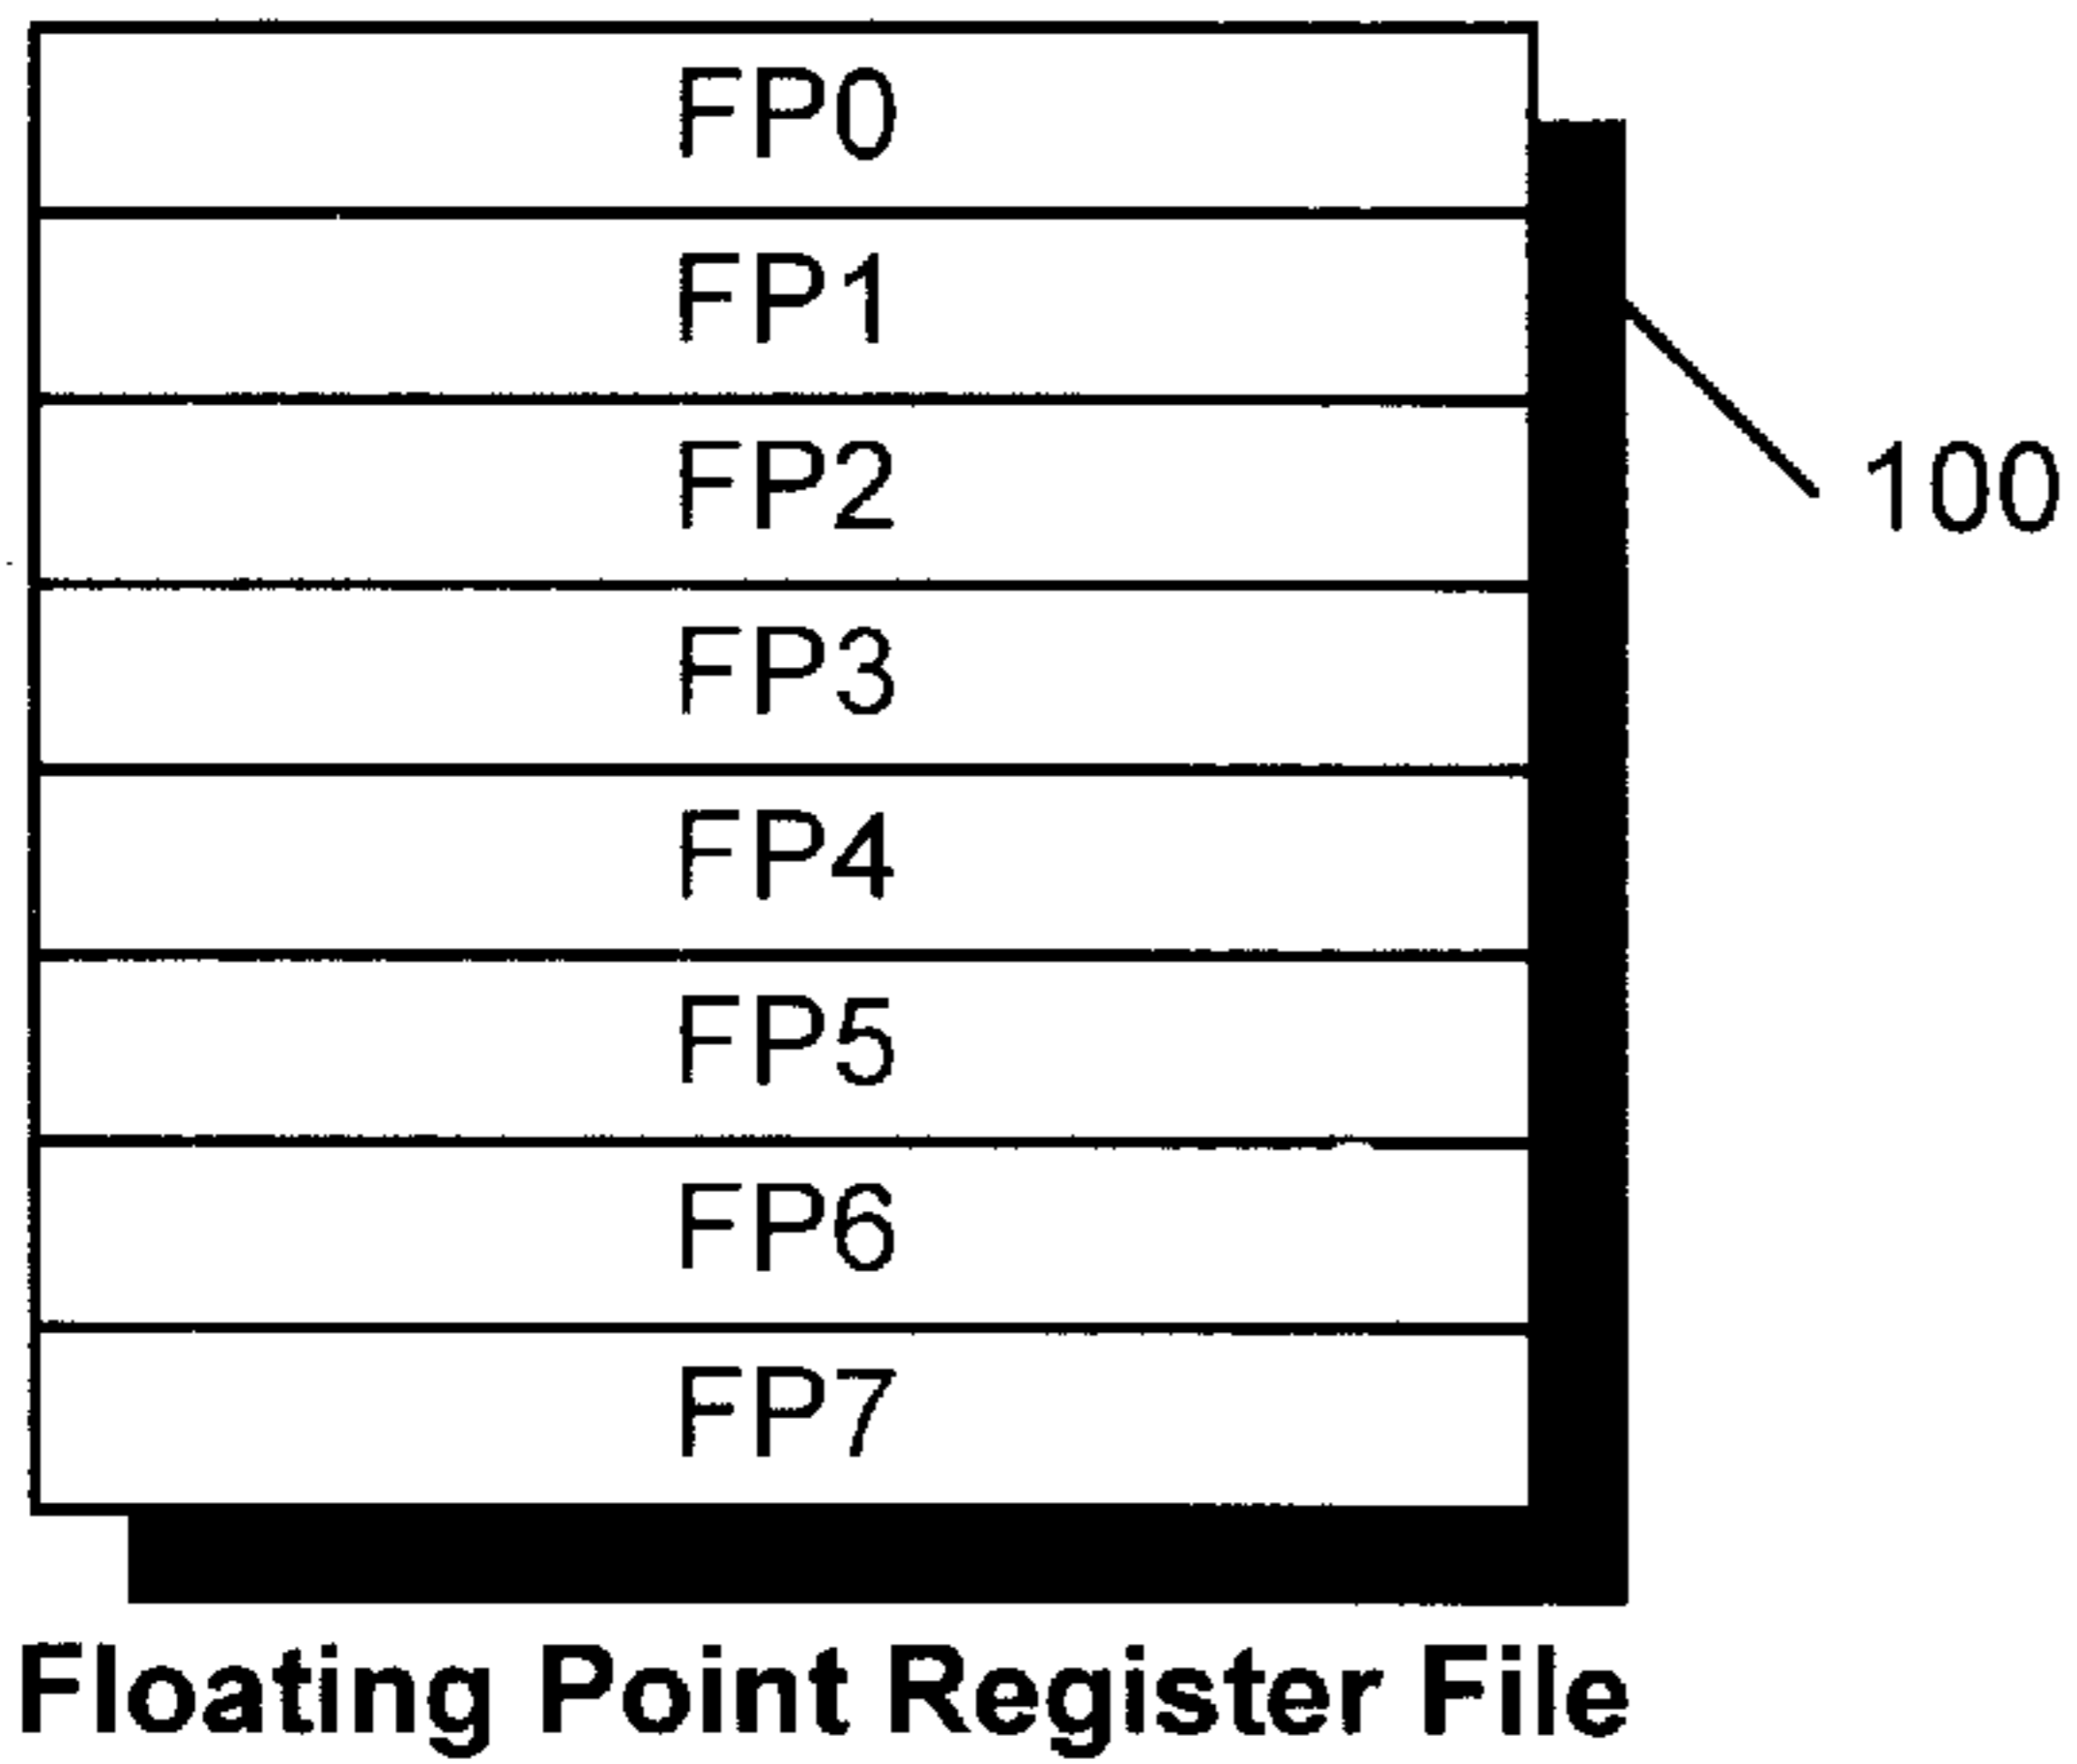 FP0
FP1
FP2
100
FP3
FP4
FP5
FP6
FP7
Floating Point Register File